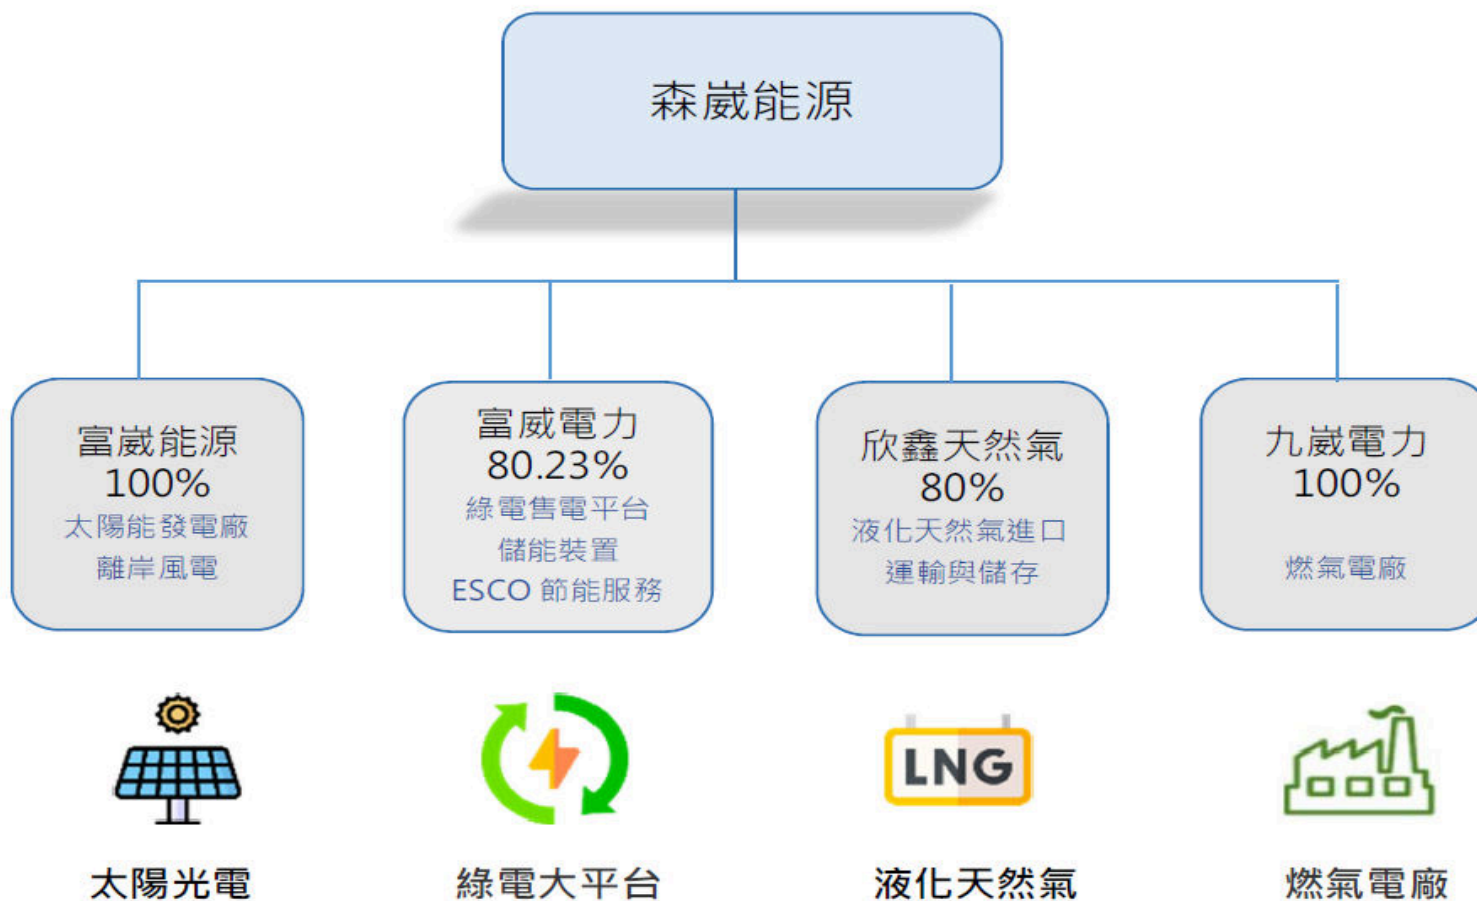 森崴能源
富崴能源
100%
太陽能發電廠
離岸風電
富威電力
80.23%
綠電售電平台
儲能裝置
ESCO 節能服務
欣鑫天然氣
80%
液化天然氣進口
運輸與儲存
九崴電力
100%
燃氣電廠
LNG
太陽光電
綠電大平台
液化天然氣
燃氣電廠